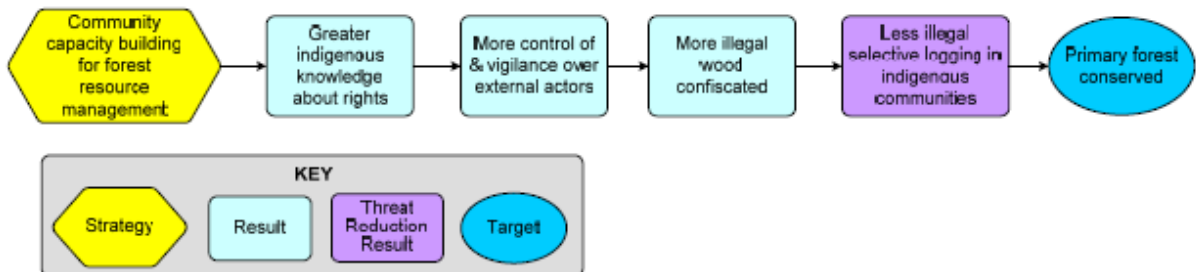 Community
capacity building
for forest
resource
management
Greater
indigenous
knowledge
about rights
More control of
& vigilance over
external actors
More illegal
wood
confiscated
Less illegal
selective logging in
indigenous
communities
Primary forest
conserved
KEY
Strategy
Result
Threat
Reduction
Result
Target